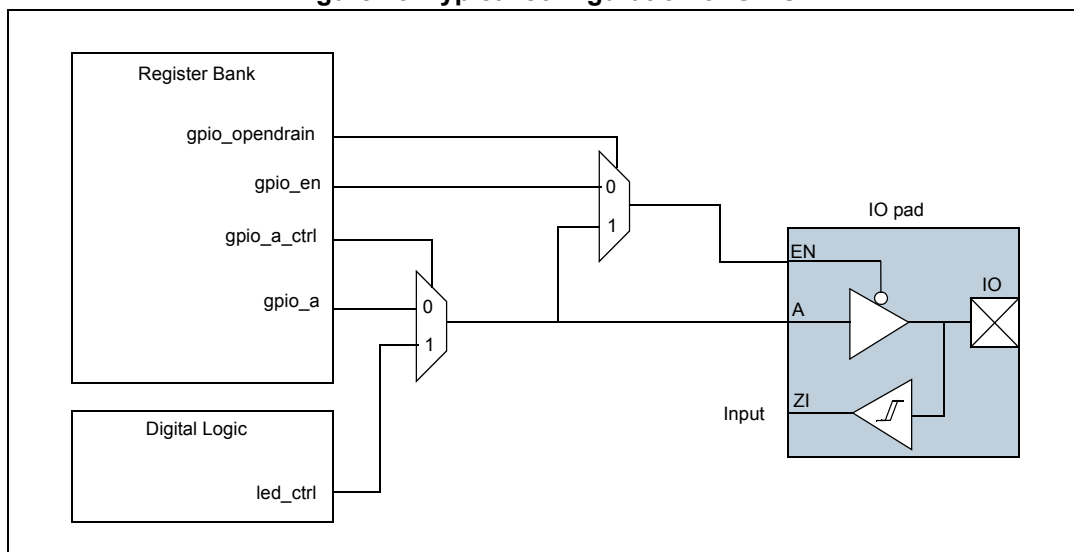 Register Bank
gpio_opendrain
gpio_en
gpio_a_ctrl
gpio_a
0
1
0
1
IO pad
EN
IO
A
ZI
Input
Digital Logic
led_ctrl